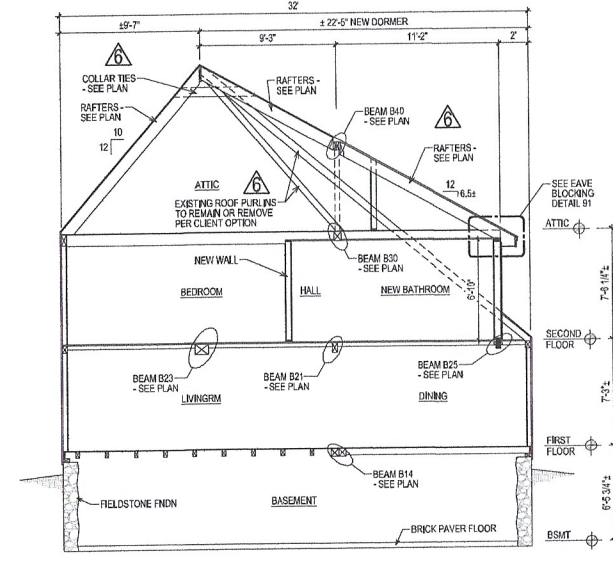 32'
±9'-7"
± 22'-5" NEW DORMER
9'-3"
11'-2"
2'
6
COLLAR TIES
- SEE PLAN
RAFTERS -
SEE PLAN
10
12
RAFTERS -
SEE PLAN
BEAM B40
- SEE PLAN
6
RAFTERS -
SEE PLAN
12
6.5±
SEE EAVE
BLOCKING
DETAIL 91
ATTIC
6
EXISTING ROOF PURLINS
TO REMAIN OR REMOVE
PER CLIENT OPTION
ATTIC
BEAM B30
- SEE PLAN
NEW WALL
BEDROOM
HALL
NEW BATHROOM
6'-10"
7'-6 1/4"±
SECOND
FLOOR
BEAM B23
- SEE PLAN
BEAM B21
- SEE PLAN
BEAM B25
- SEE PLAN
LIVINGRM
DINING
7'-3"±
FIRST
FLOOR
BEAM B14
- SEE PLAN
FIELDSTONE FNDN
BASEMENT
6'-5 3/4"±
BRICK PAVER FLOOR
BSMT